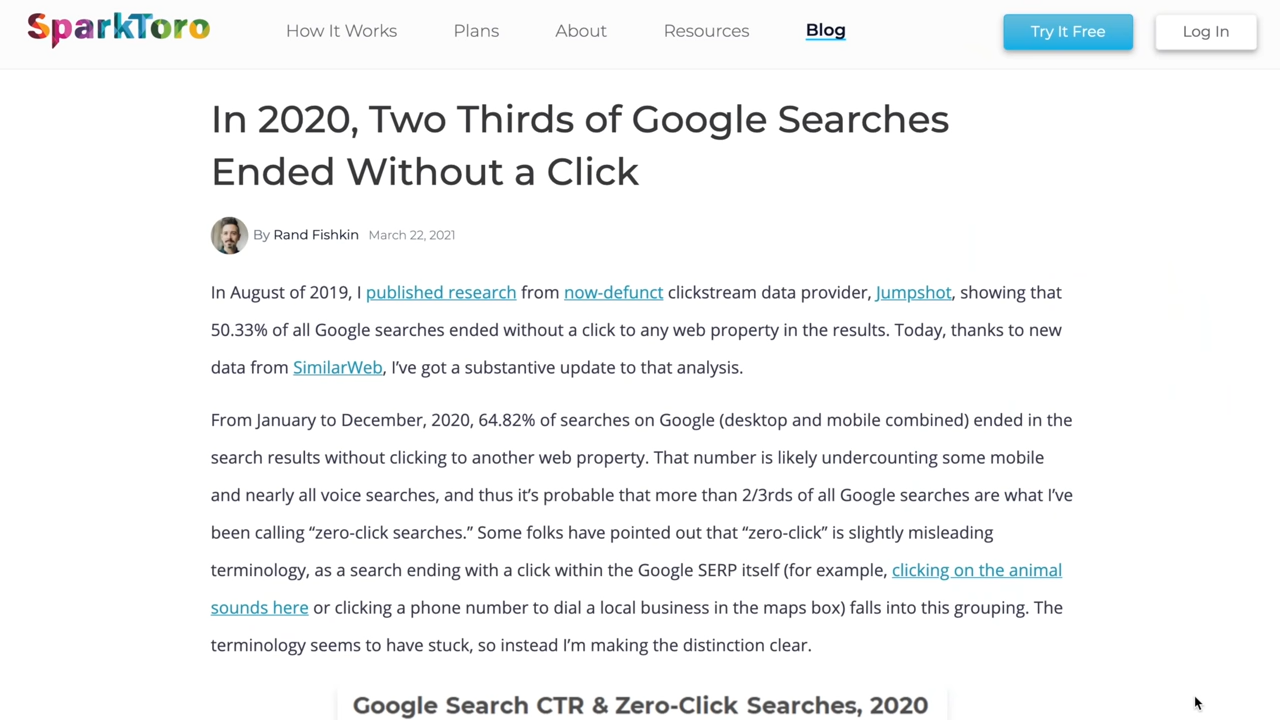 SparkToro How It Works Plans About Resources Blog Try It Free Log In
In 2020, Two Thirds of Google Searches
Ended Without a Click
By Rand Fishkin March 22, 2021
In August of 2019, I published research from now-defunct clickstream data provider, Jumpshot, showing that
50.33% of all Google searches ended without a click to any web property in the results. Today, thanks to new
data from SimilarWeb, I’ve got a substantive update to that analysis.
From January to December, 2020, 64.82% of searches on Google (desktop and mobile combined) ended in the
search results without clicking to another web property. That number is likely undercounting some mobile
and nearly all voice searches, and thus it’s probable that more than 2/3rds of all Google searches are what I’ve
been calling “zero-click searches.” Some folks have pointed out that “zero-click” is slightly misleading
terminology, as a search ending with a click within the Google SERP itself (for example, clicking on the animal
sounds here or clicking a phone number to dial a local business in the maps box) falls into this grouping. The
terminology seems to have stuck, so instead I’m making the distinction clear.
Google Search CTR & Zero-Click Searches, 2020